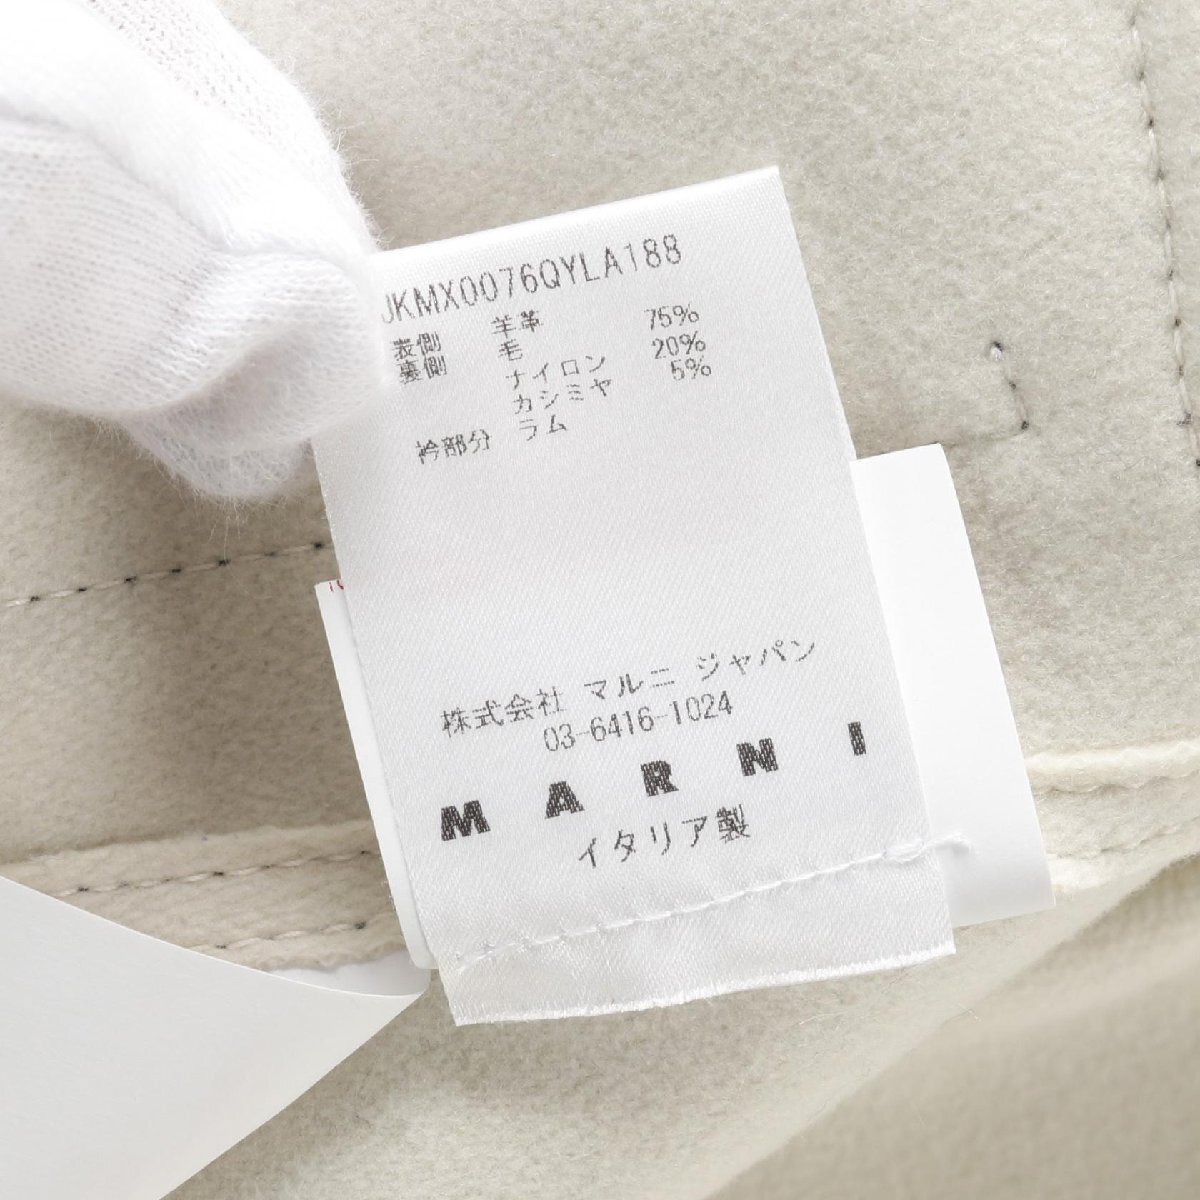 JKMX0076QYLA188
表側 羊革
裏側 毛 75%
ナイロン 20%
カシミヤ 5%
衿部分 ラム
株式会社 マルニ ジャパン
03-6416-1024
MARNI
イタリア製